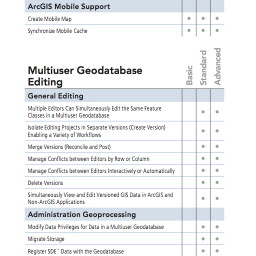 ArcGIS Mobile Support
Create Mobile Map
Synchronize Mobile Cache
Multiuser Geodatabase
Editing
Basic
Standard
Advanced
General Editing
Multiple Editors Can Simultaneously Edit the Same Feature
Classes in a Multiuser Geodatabase
Isolate Editing Projects in Separate Versions (Create Version)
Enabling a Variety of Workflows
Merge Versions (Reconcile and Post)
Manage Conflicts between Editors by Row or Column
Manage Conflicts between Editors Interactively or Automatically
Delete Versions
Simultaneously View and Edit Versioned GIS Data in ArcGIS and
Non-ArcGIS Applications
Administration Geoprocessing
Modify Data Privileges for Data in a Multiuser Geodatabase
Migrate Storage
Register SDE™ Data with the Geodatabase